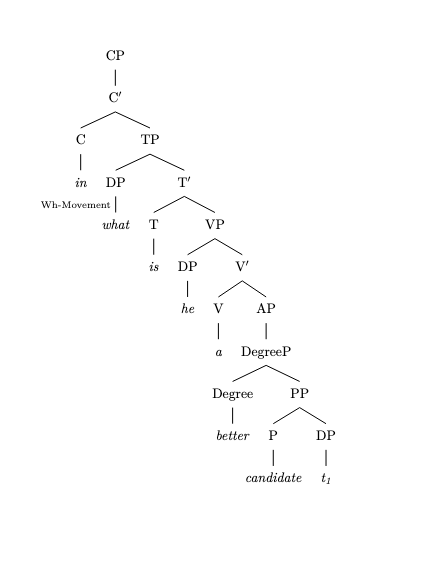 CP
C′
C TP
in DP T′
Wh-Movement
what T VP
is DP V′
he V AP
a DegreeP
Degree PP
better P DP
candidate t1